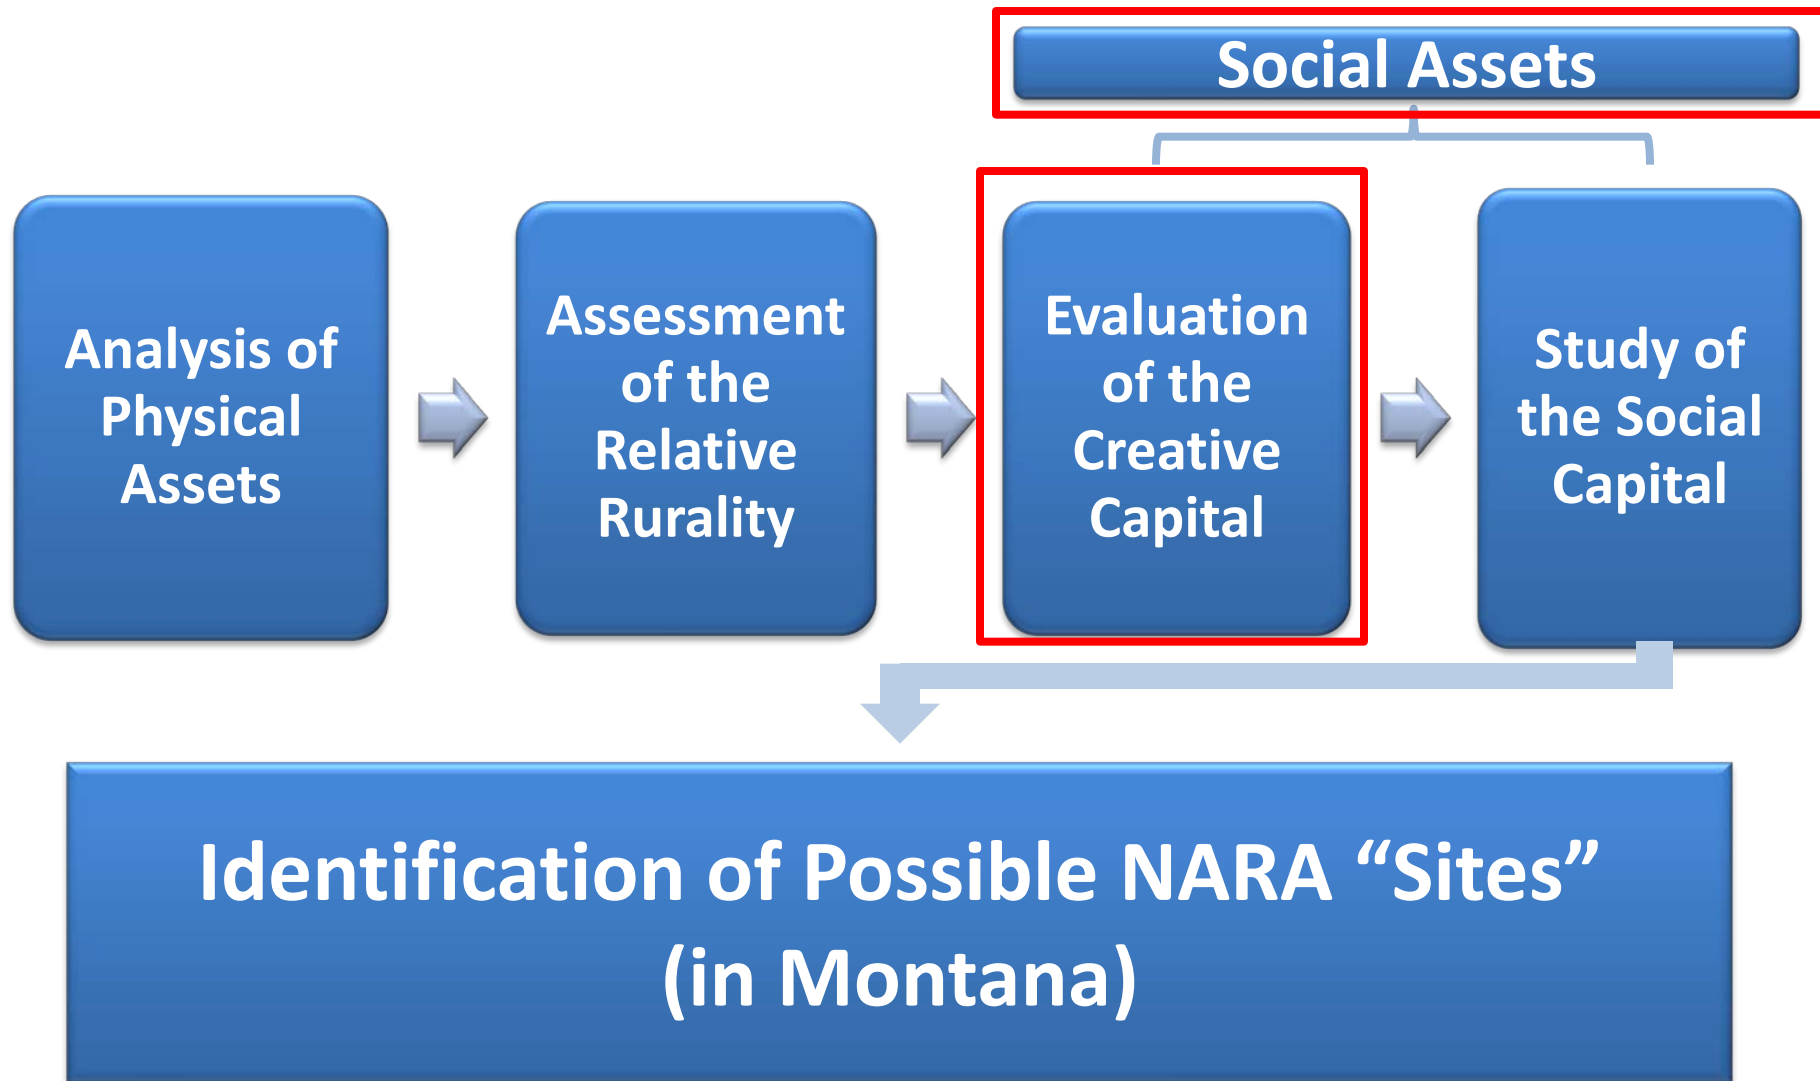 Social Assets
Analysis of
Physical
Assets
Assessment
of the
Relative
Rurality
Evaluation
of the
Creative
Capital
Study of
the Social
Capital
Identification of Possible NARA “Sites”
(in Montana)